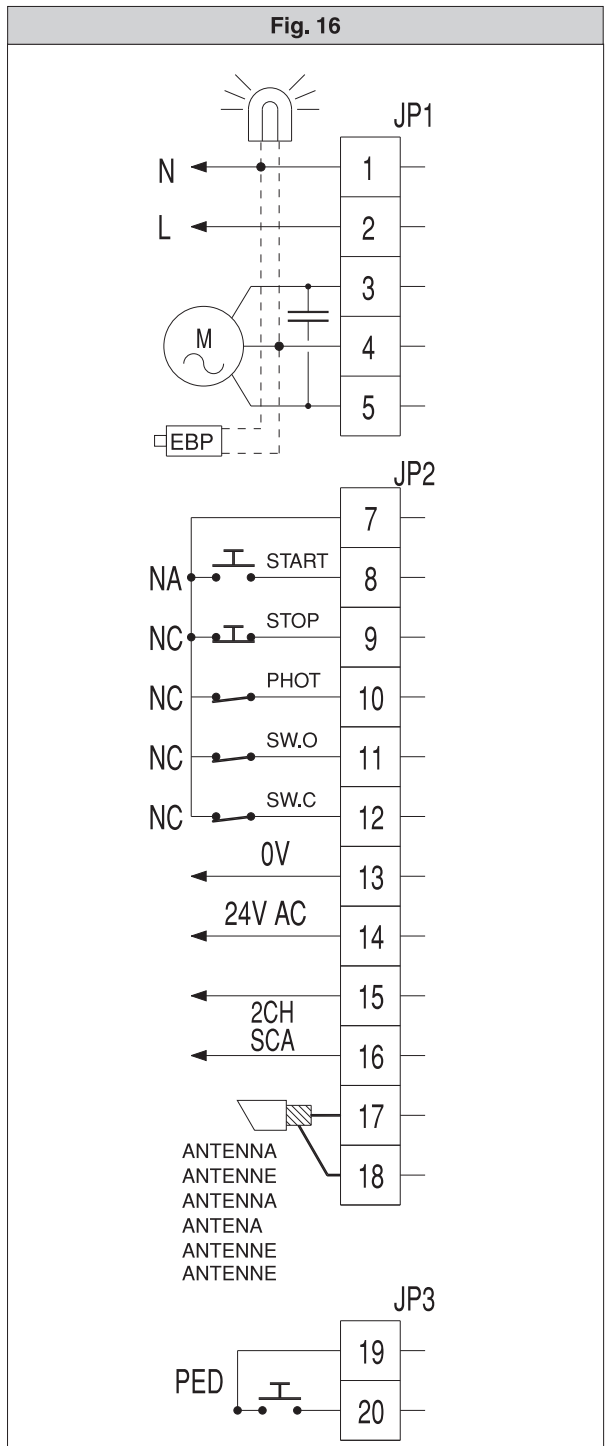 Fig. 16
JP1
N 1
L 2
3
M 4
5
EBP
JP2
7
NA START 8
NC STOP 9
NC PHOT 10
NC SW.O 11
NC SW.C 12
0V 13
24V AC 14
15
2CH
SCA 16
17
18
ANTENNA
ANTENNE
ANTENNA
ANTENA
ANTENNE
ANTENNE
JP3
19
PED 20